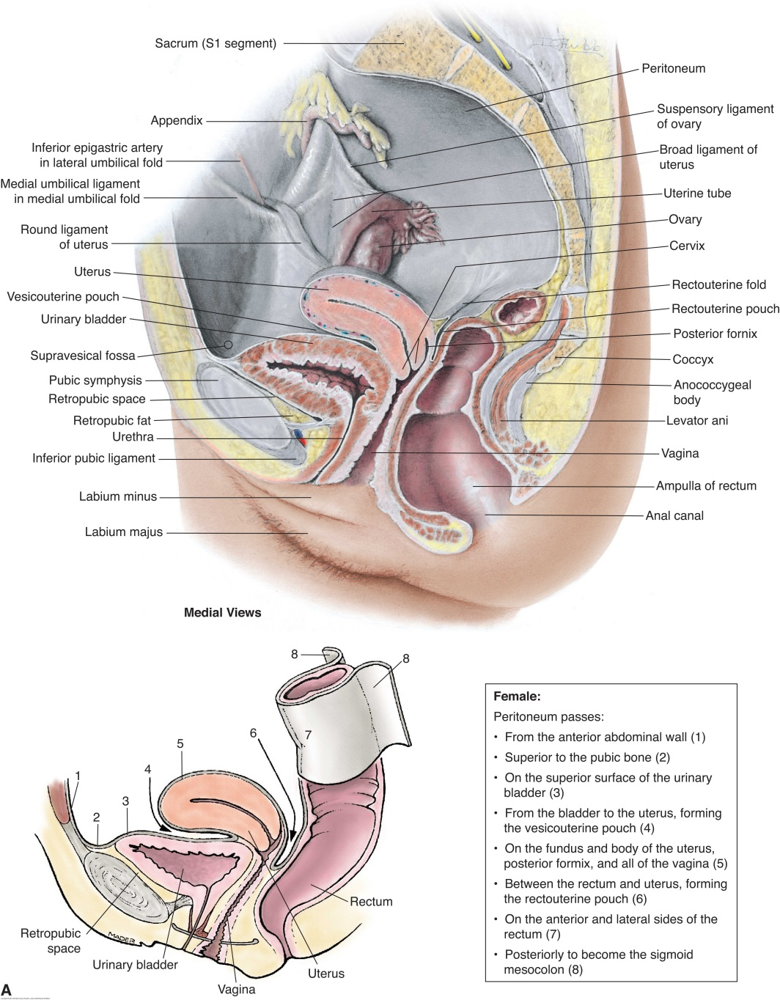 Sacrum (S1 segment)
Peritoneum
Suspensory ligament
of ovary
Appendix
Inferior epigastric artery
in lateral umbilical fold
Broad ligament of
uterus
Medial umbilical ligament
in medial umbilical fold
Uterine tube
Ovary
Round ligament
of uterus
Cervix
Uterus
Rectouterine fold
Vesicouterine pouch
Rectouterine pouch
Urinary bladder
Posterior fornix
Supravesical fossa
Coccyx
Pubic symphysis
Anococcygeal
body
Retropubic space
Retropubic fat
Levator ani
Urethra
Inferior pubic ligament
Vagina
Labium minus
Ampulla of rectum
Anal canal
Labium majus
Medial Views
8
8
7
6
5
4
3
2
1
Rectum
Retropubic
space
MADER
Urinary bladder
Vagina
Uterus
A
Female:
Peritoneum passes:
• From the anterior abdominal wall (1)
• Superior to the pubic bone (2)
• On the superior surface of the urinary
bladder (3)
• From the bladder to the uterus, forming
the vesicouterine pouch (4)
• On the fundus and body of the uterus,
posterior formix, and all of the vagina (5)
• Between the rectum and uterus, forming
the rectouterine pouch (6)
• On the anterior and lateral sides of the
rectum (7)
• Posteriorly to become the sigmoid
mesocolon (8)